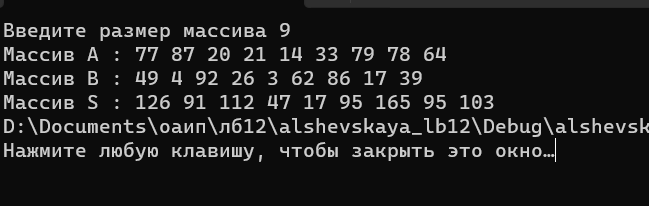 Введите размер массива 9
Массив A : 77 87 20 21 14 33 79 78 64
Массив B : 49 4 92 26 3 62 86 17 39
Массив S : 126 91 112 47 17 95 165 95 103
D:\Documents\оаип\лб12\alshevskaya_lb12\Debug\alshevsk
Нажмите любую клавишу, чтобы закрыть это окно…